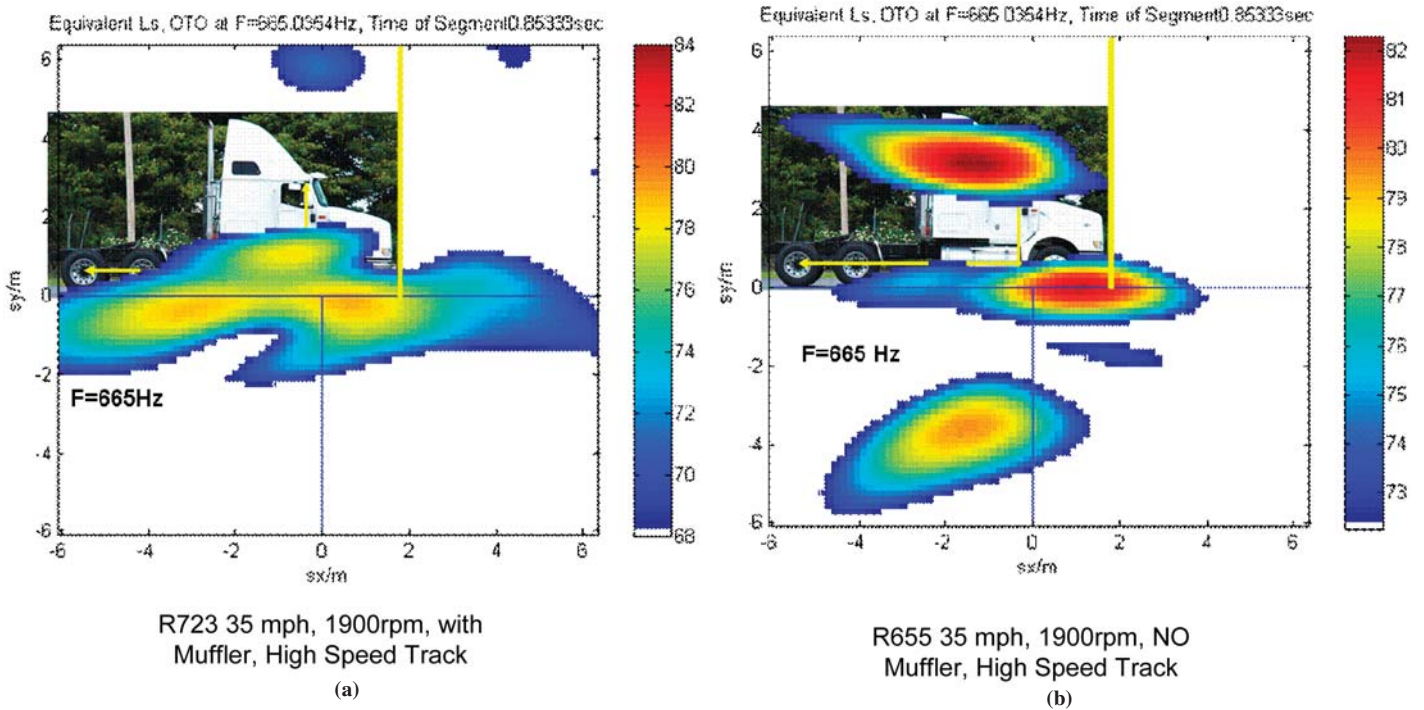 Equivalent Ls, OTO at F=665.0354Hz, Time of Segment0.85333sec
84
82
80
78
76
74
72
70
68
6
4
2
0
-2
-4
-6
sy/m
-6 -4 -2 0 2 4 6
sx/m
F=665Hz
R723 35 mph, 1900rpm, with
Muffler, High Speed Track
(a)
Equivalent Ls, OTO at F=665.0354Hz, Time of Segment0.85333sec
82
80
79
78
76
75
74
73
6
4
2
0
-2
-4
-6
sy/m
-6 -4 -2 0 2 4 6
sx/m
F=665 Hz
R655 35 mph, 1900rpm, NO
Muffler, High Speed Track
(b)